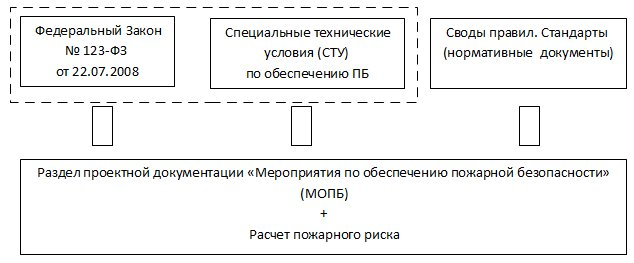 Федеральный Закон
№ 123-ФЗ
от 22.07.2008
Специальные технические
условия (СТУ)
по обеспечению ПБ
Своды правил. Стандарты
(нормативные документы)
Раздел проектной документации «Мероприятия по обеспечению пожарной безопасности»
(МОПБ)
+
Расчет пожарного риска